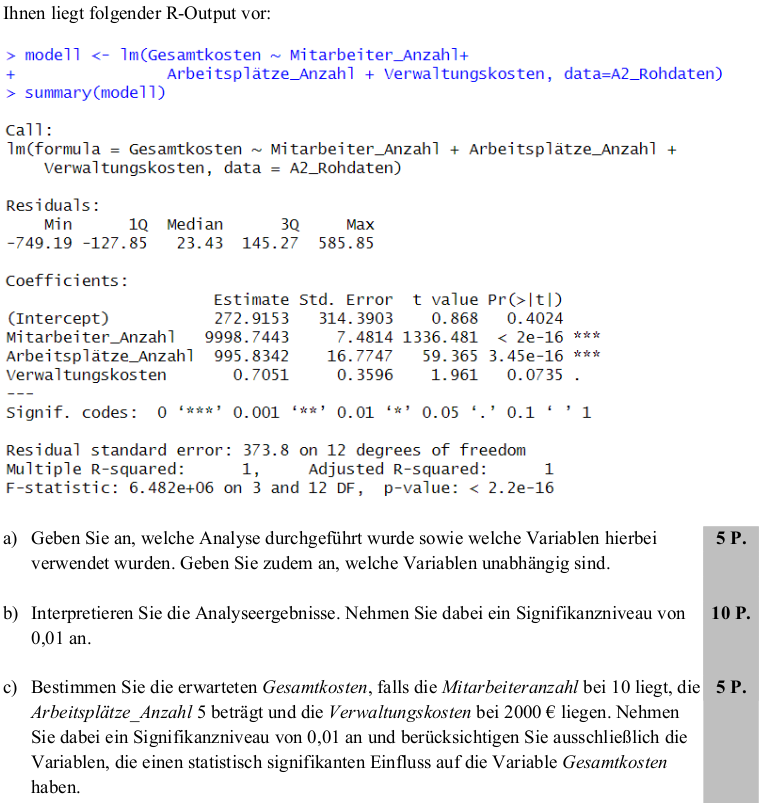 Ihnen liegt folgender R-Output vor:
> modell <- lm(Gesamtkosten ~ Mitarbeiter_Anzahl+
+ Arbeitsplätze_Anzahl + Verwaltungskosten, data=A2_Rohdaten)
> summary(modell)
Call:
lm(formula = Gesamtkosten ~ Mitarbeiter_Anzahl + Arbeitsplätze_Anzahl +
Verwaltungskosten, data = A2_Rohdaten)
Residuals:
Min 1Q Median 3Q Max
-749.19 -127.85 23.43 145.27 585.85
Coefficients:
Estimate Std. Error t value Pr(>|t|)
(Intercept) 272.9153 314.3903 0.868 0.4024
Mitarbeiter_Anzahl 9998.7443 7.4814 1336.481 < 2e-16 ***
Arbeitsplätze_Anzahl 995.8342 16.7747 59.365 3.45e-16 ***
Verwaltungskosten 0.7051 0.3596 1.961 0.0735 .
---
Signif. codes: 0 ‘***’ 0.001 ‘**’ 0.01 ‘*’ 0.05 ‘.’ 0.1 ‘ ’ 1
Residual standard error: 373.8 on 12 degrees of freedom
Multiple R-squared: 1, Adjusted R-squared: 1
F-statistic: 6.482e+06 on 3 and 12 DF, p-value: < 2.2e-16
a) Geben Sie an, welche Analyse durchgeführt wurde sowie welche Variablen hierbei 5 P.
verwendet wurden. Geben Sie zudem an, welche Variablen unabhängig sind.
b) Interpretieren Sie die Analyseergebnisse. Nehmen Sie dabei ein Signifikanzniveau von 10 P.
0,01 an.
c) Bestimmen Sie die erwarteten Gesamtkosten, falls die Mitarbeiteranzahl bei 10 liegt, die 5 P.
Arbeitsplätze_Anzahl 5 beträgt und die Verwaltungskosten bei 2000 € liegen. Nehmen
Sie dabei ein Signifikanzniveau von 0,01 an und berücksichtigen Sie ausschließlich die
Variablen, die einen statistisch signifikanten Einfluss auf die Variable Gesamtkosten
haben.